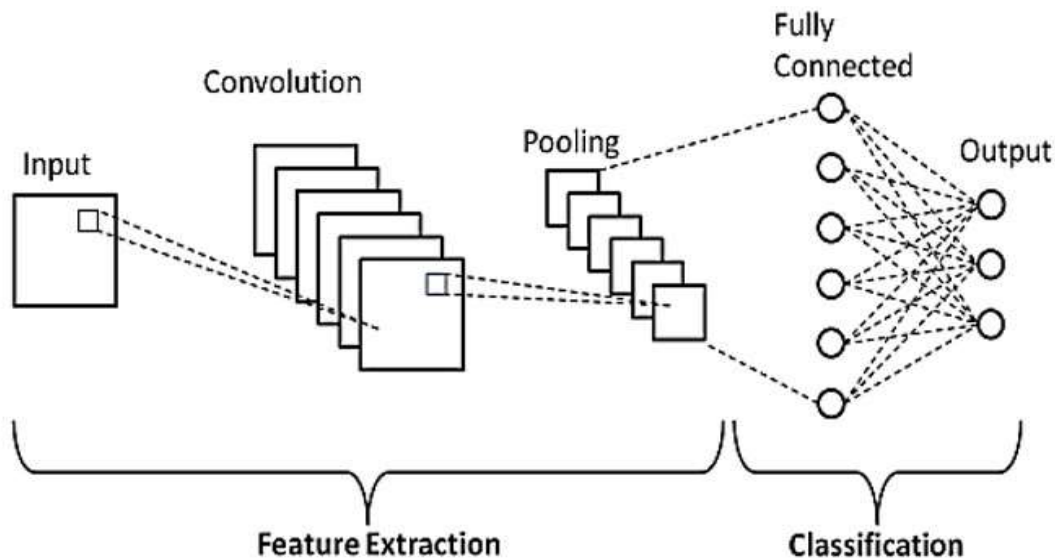 Input
Convolution
Pooling
Fully
Connected
Output
Feature Extraction
Classification